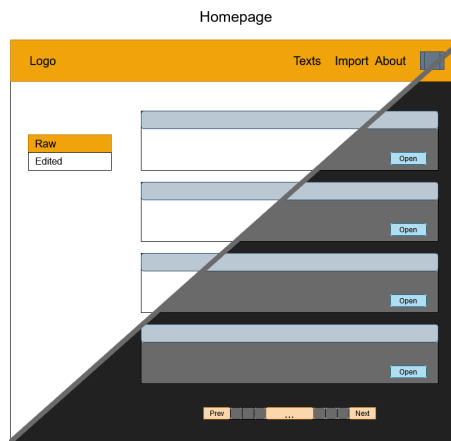 Homepage
Logo Texts Import About
Raw
Edited
Open
Open
Open
Open
Prev ... Next